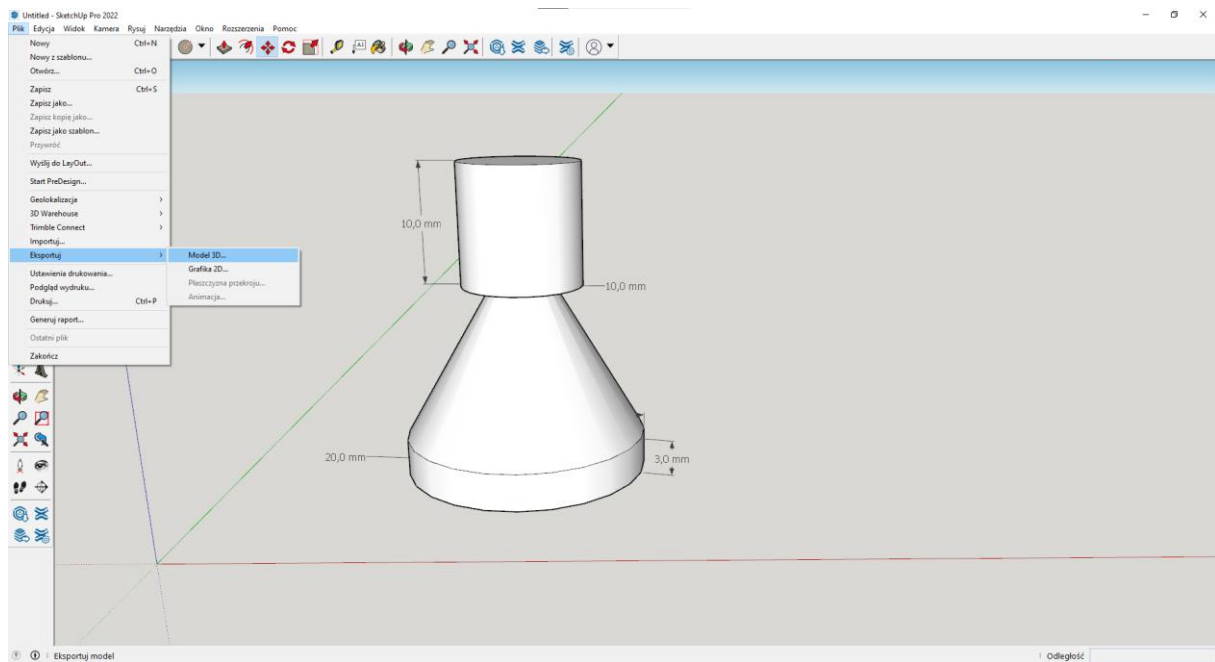 Untitled - SketchUp Pro 2022
Plik Edycja Widok Kamera Rysuj Narzędzia Okno Rozszerzenia Pomoc
Nowy Ctrl+N
Nowy z szablonu...
Otwórz... Ctrl+O
Zapisz Ctrl+S
Zapisz jako...
Zapisz kopię jako...
Zapisz jako szablon...
Przywróć
Wyślij do LayOut...
Start PreDesign...
Geolokalizacja
3D Warehouse
Trimble Connect
Importuj...
Eksportuj
Ustawienia drukowania...
Podgląd wydruku...
Drukuj... Ctrl+P
Generuj raport...
Ostatni plik
Zakończ
Model 3D...
Grafika 2D...
Płaszczyzna przekroju...
Animacja...
10,0 mm
10,0 mm
20,0 mm
3,0 mm
Eksportuj model
Odległość